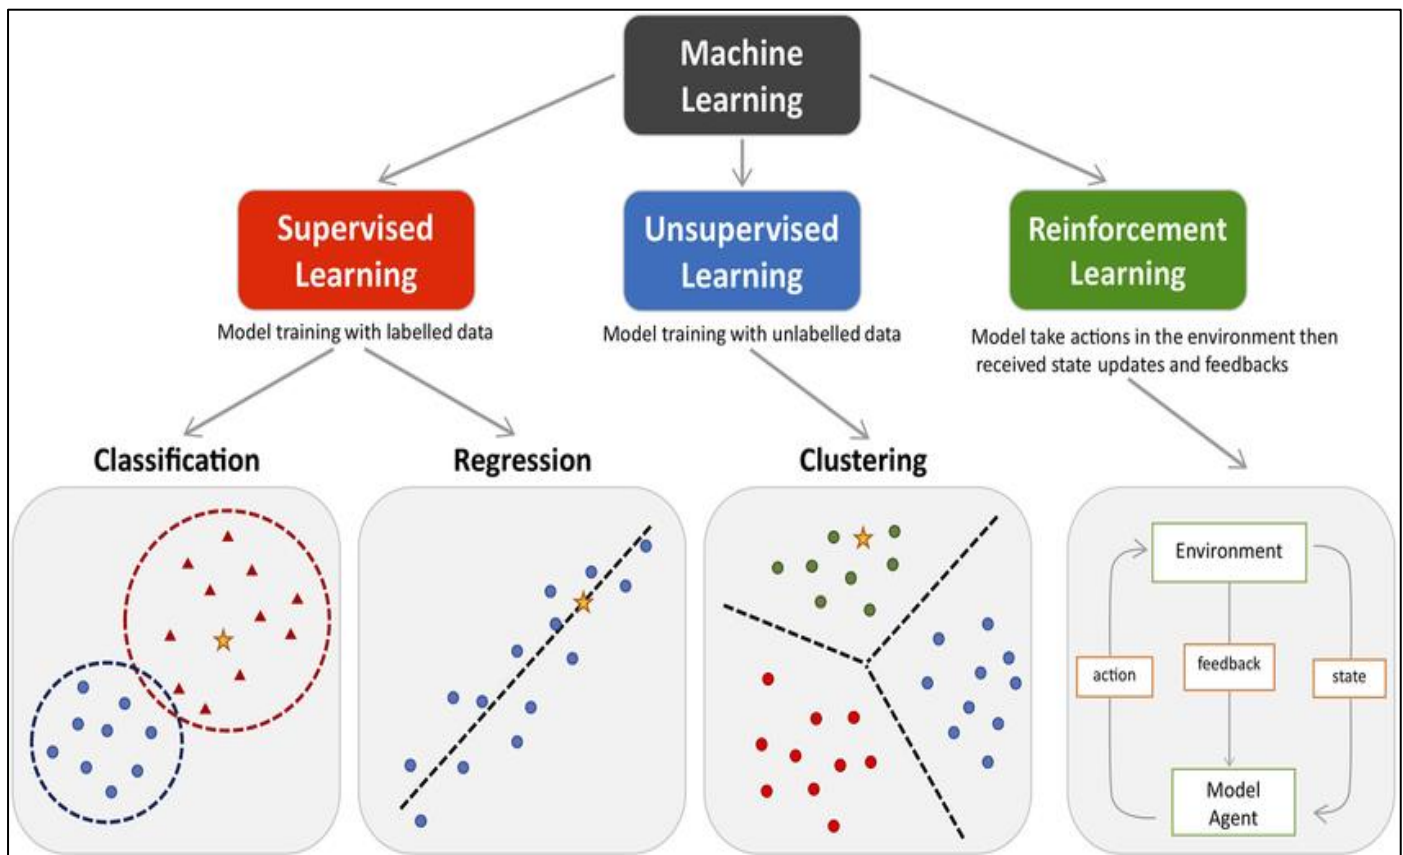 Machine
Learning
Supervised
Learning
Unsupervised
Learning
Reinforcement
Learning
Model training with labelled data
Model training with unlabelled data
Model take actions in the environment then
received state updates and feedbacks
Classification
Regression
Clustering
Environment
action
feedback
state
Model
Agent